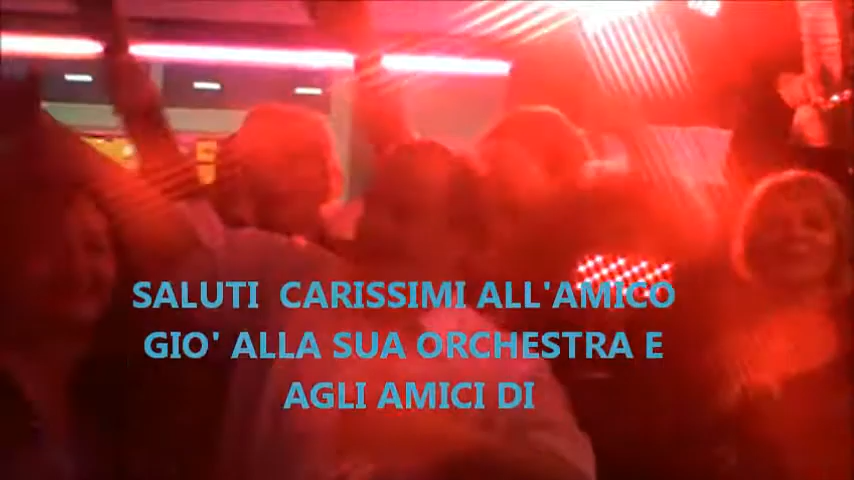 SALUTI CARISSIMI ALL'AMICO
GIO' ALLA SUA ORCHESTRA E
AGLI AMICI DI